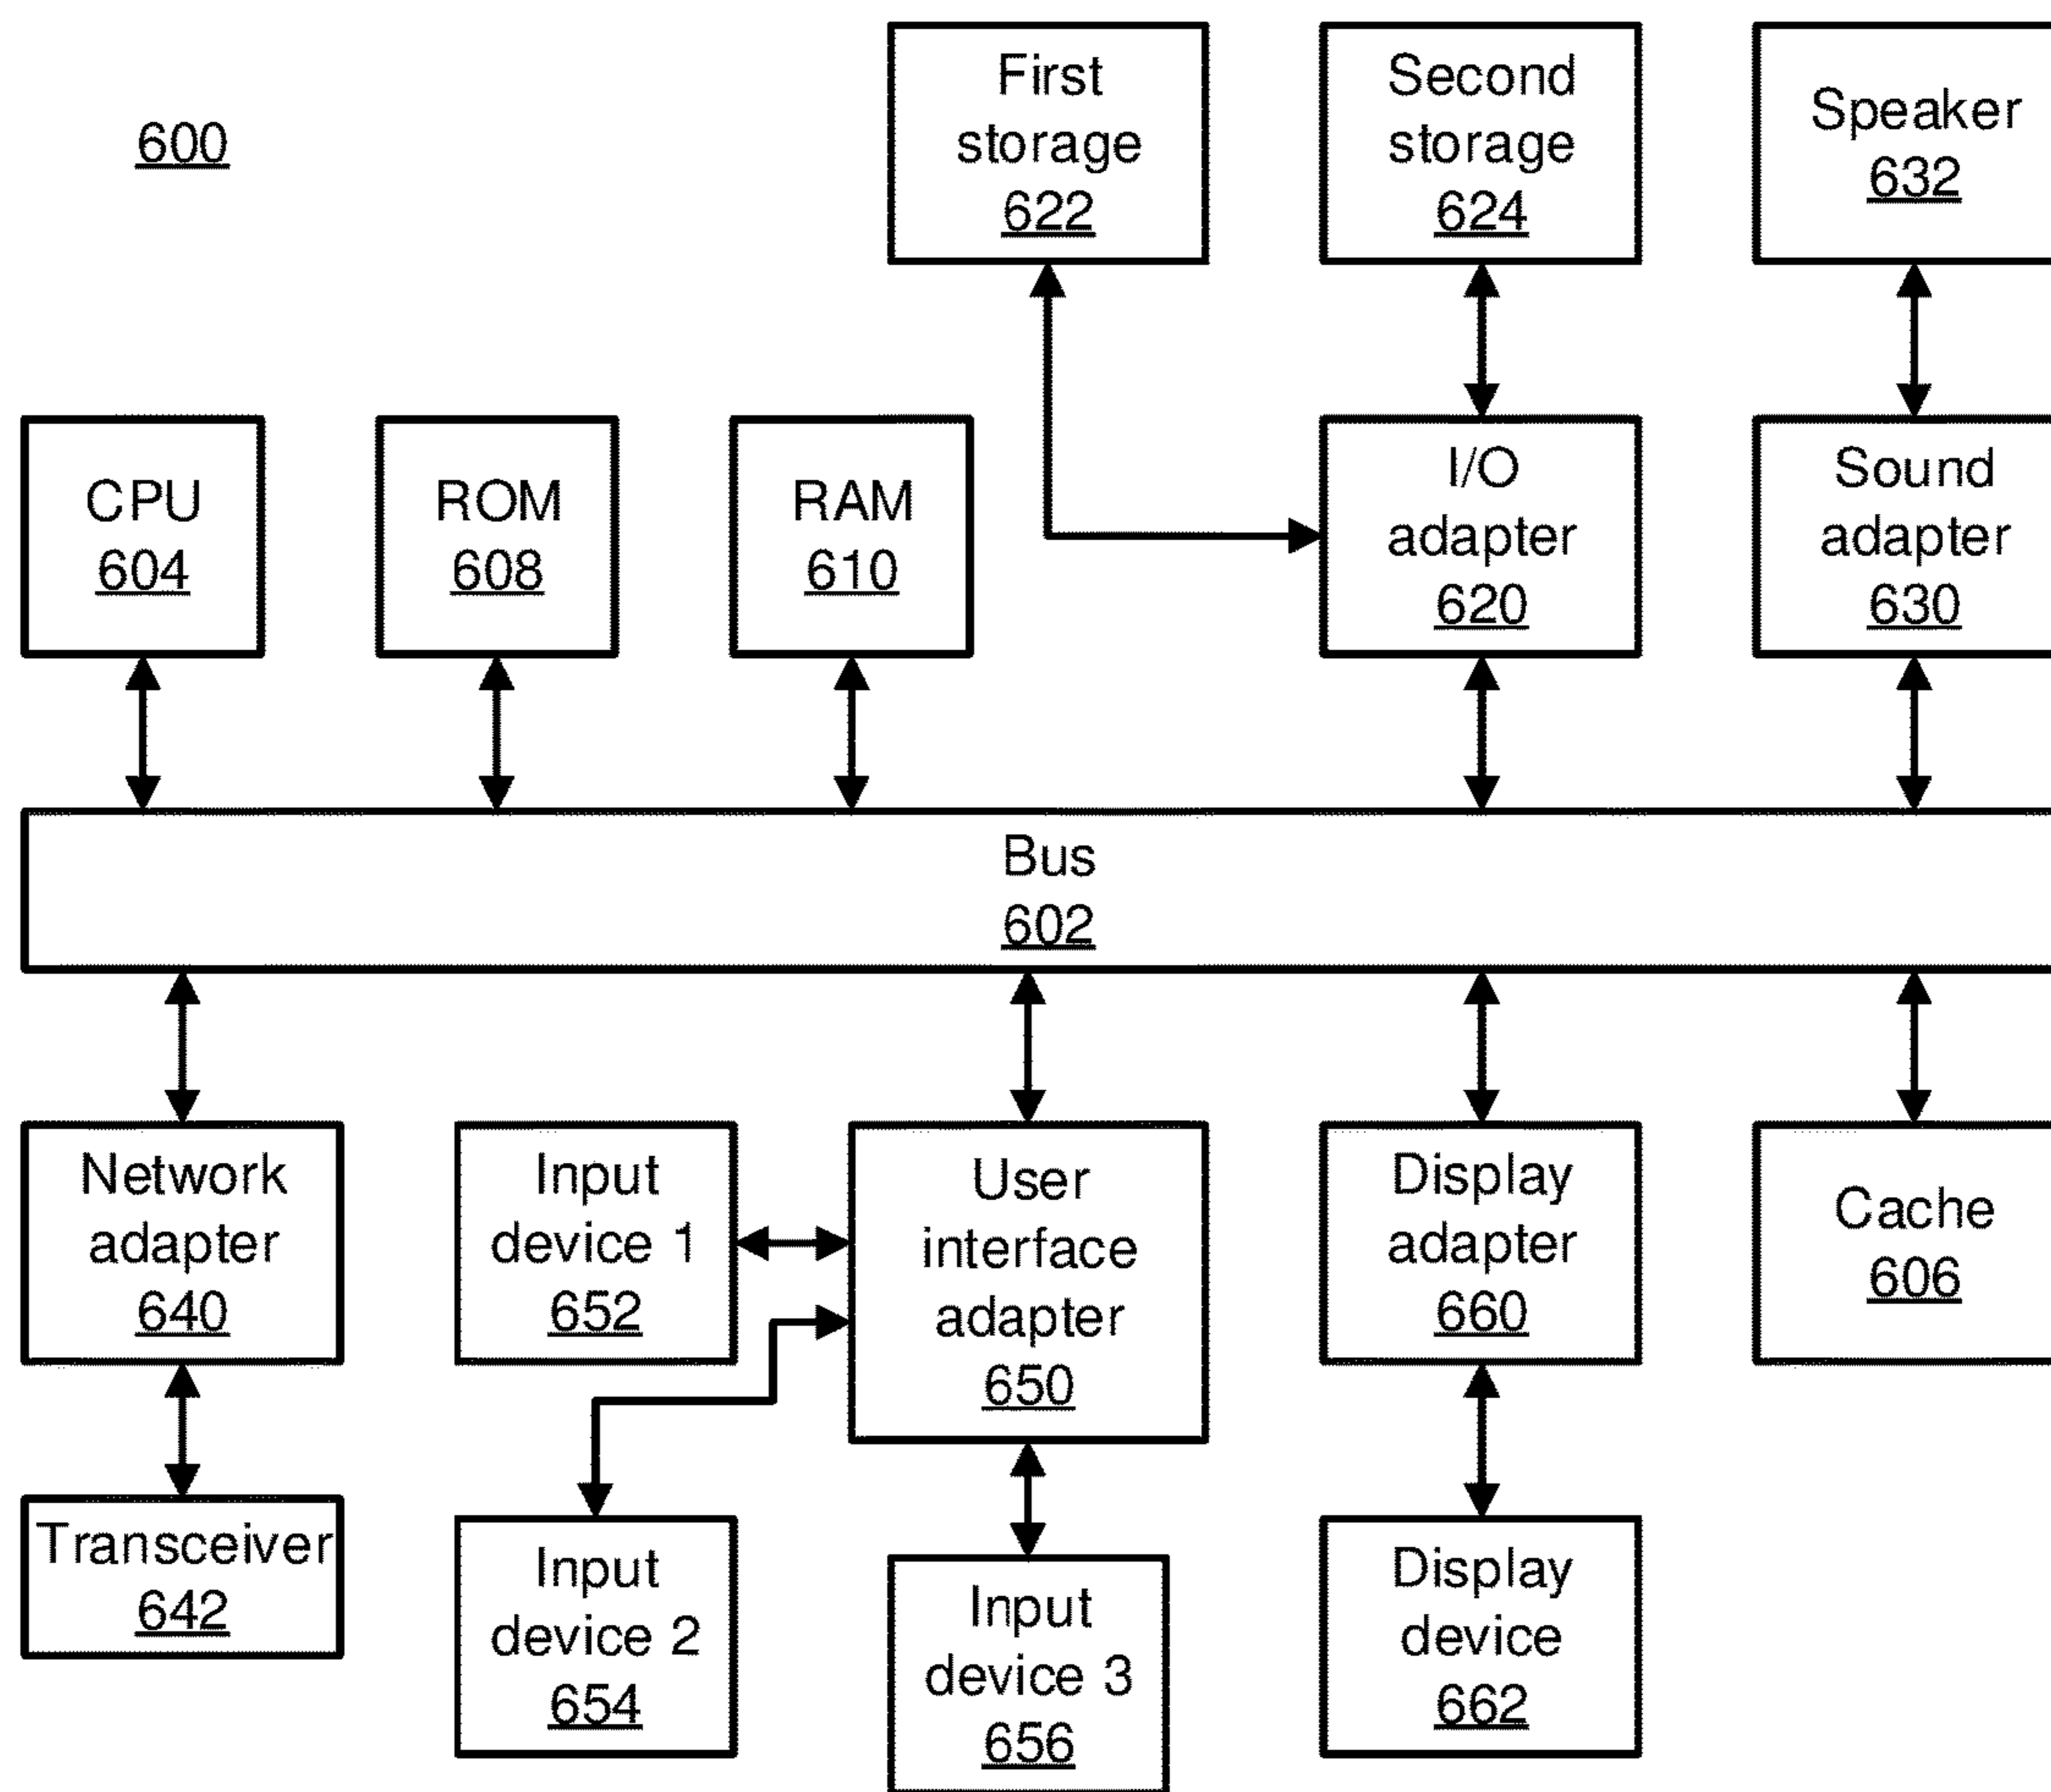 600
First
storage
622
Second
storage
624
Speaker
632
CPU
604
ROM
608
RAM
610
I/O
adapter
620
Sound
adapter
630
Bus
602
Network
adapter
640
Input
device 1
652
User
interface
adapter
650
Display
adapter
660
Cache
606
Transceiver
642
Input
device 2
654
Input
device 3
656
Display
device
662